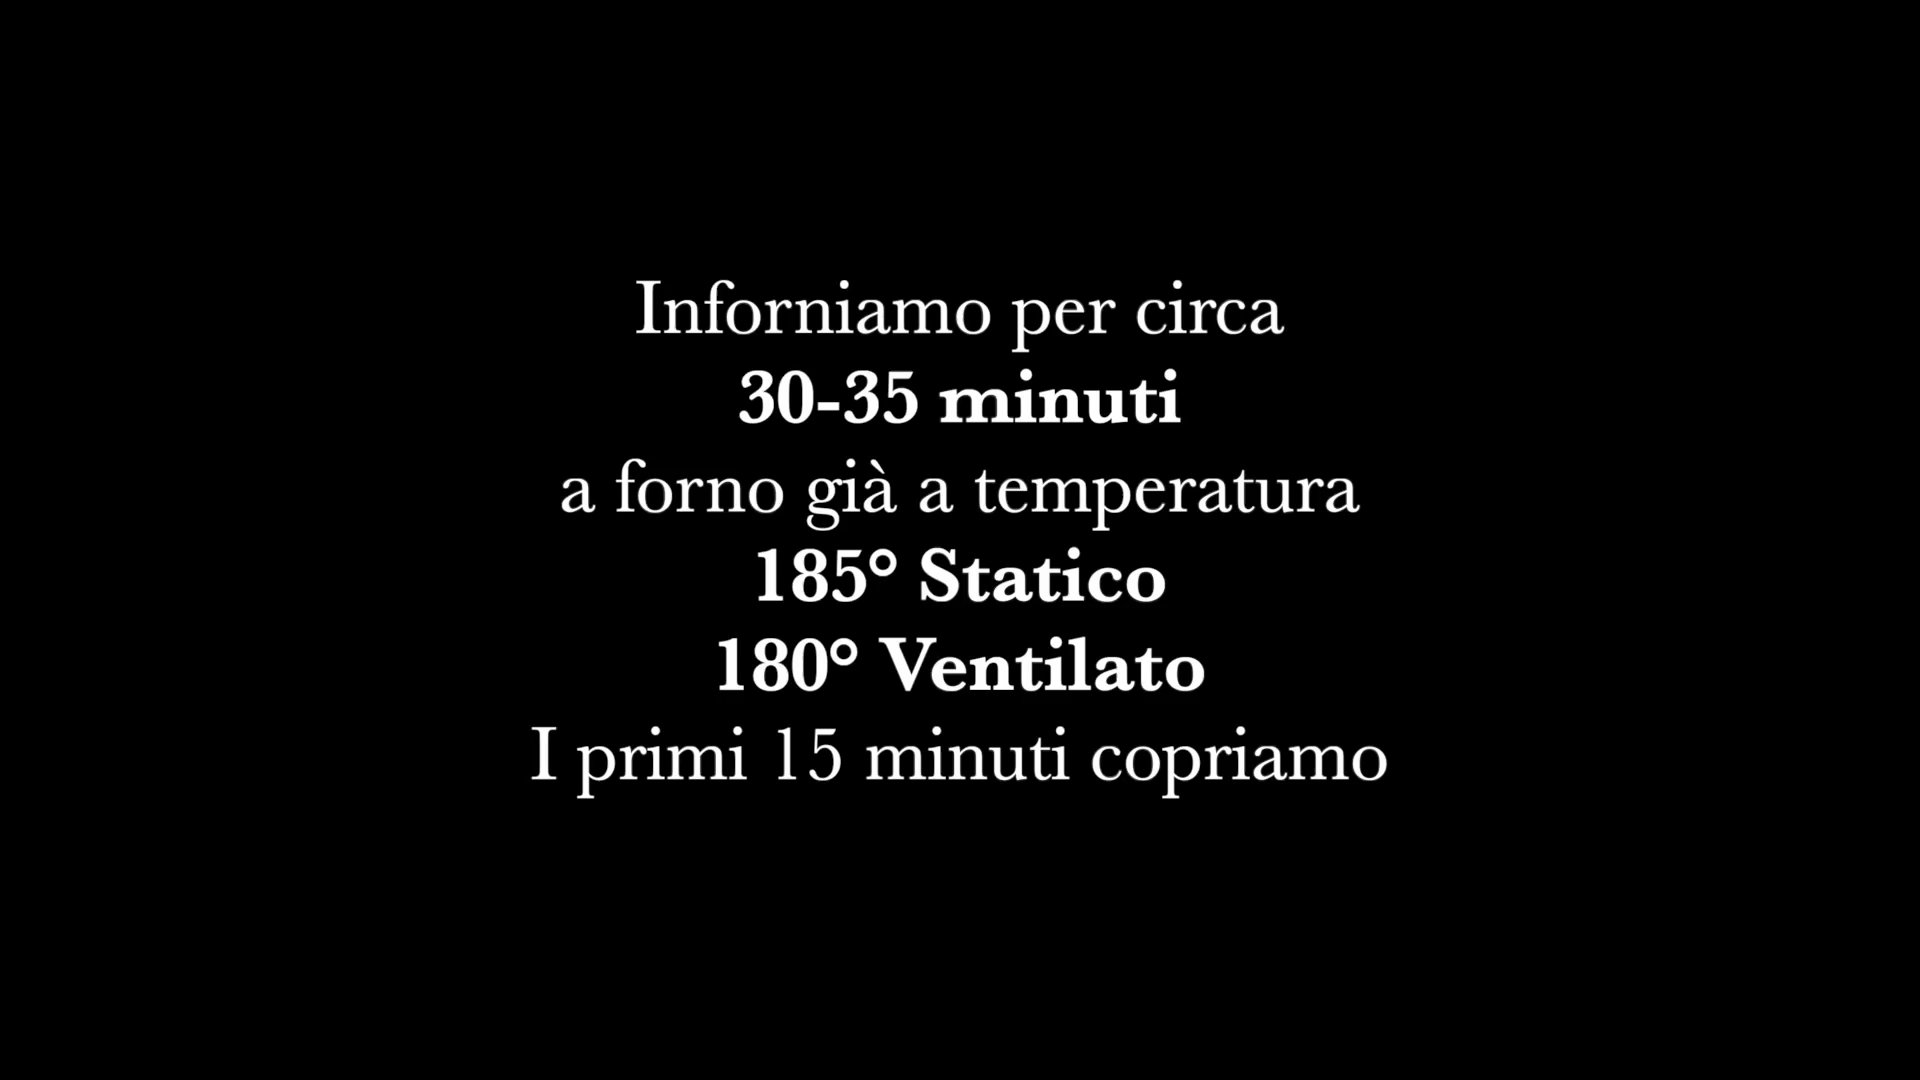 Inforniamo per circa
30-35 minuti
a forno già a temperatura
185° Statico
180° Ventilato
I primi 15 minuti copriamo